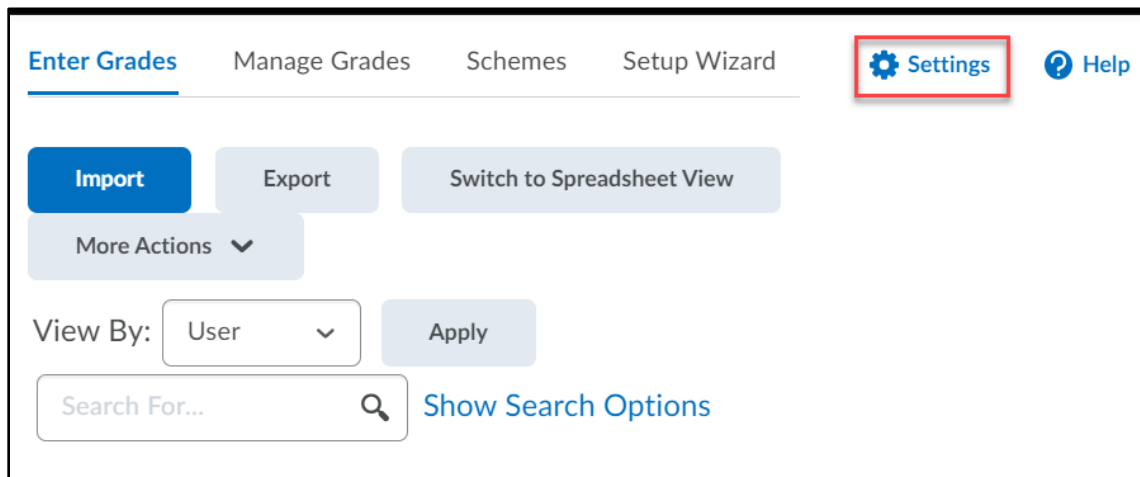 Enter Grades Manage Grades Schemes Setup Wizard Settings Help
Import Export Switch to Spreadsheet View
More Actions
View By: User Apply
Search For... Show Search Options